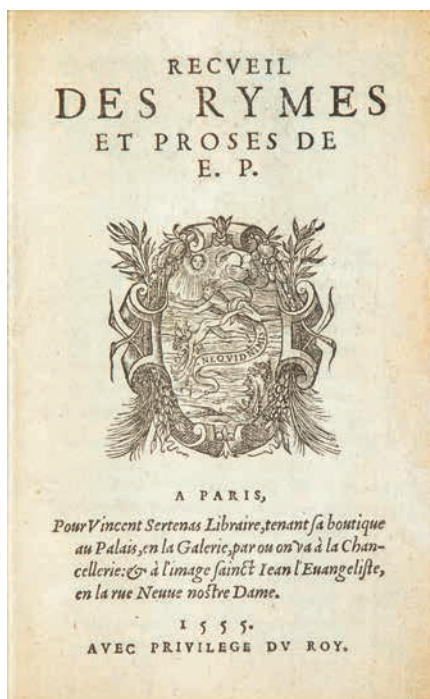 RECVEIL
DES RYMES
ET PROSES DE
E. P.
NEQVIDNIMIS
A PARIS,
Pour Vincent Sertenas Libraire, tenant sa boutique
au Palais, en la Galerie, par ou on va à la Chan-
cellerie: & à l'image sainct Iean l'Euangeliste,
en la rue Neuue nostre Dame.
1555.
AVEC PRIVILEGE DV ROY.